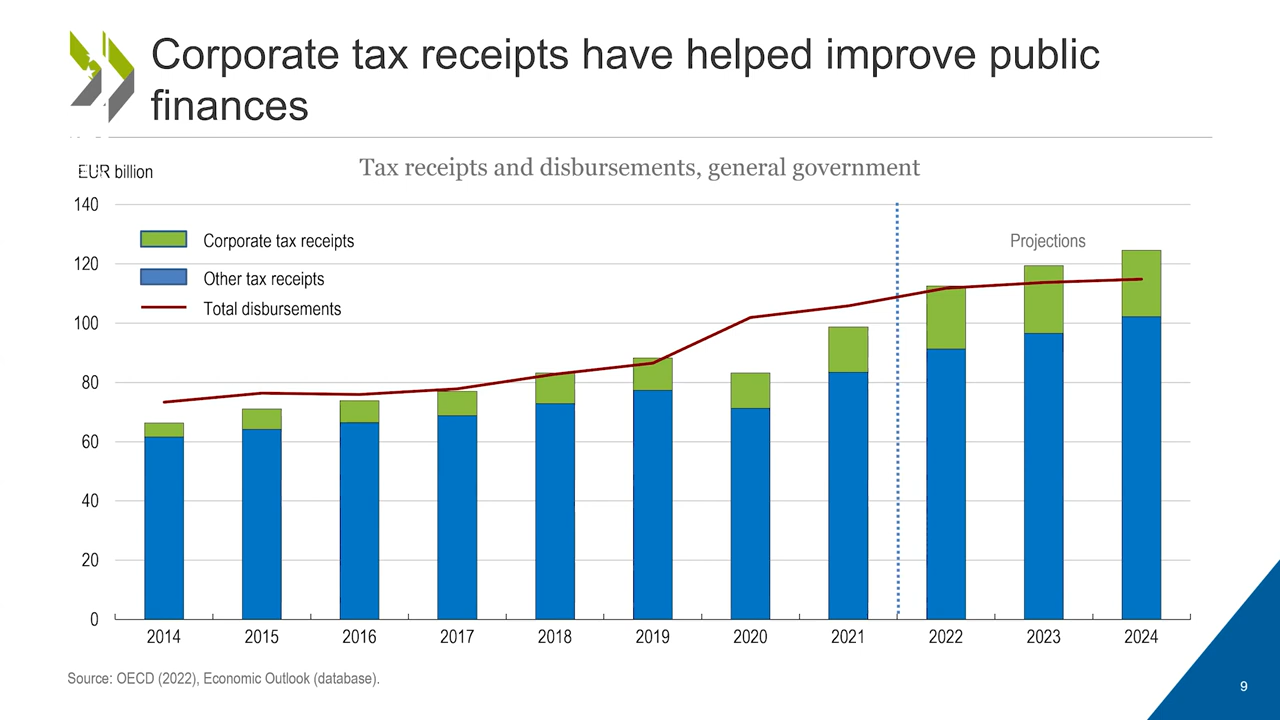 Corporate tax receipts have helped improve public
finances
EUR billion
Tax receipts and disbursements, general government
140
120
100
80
60
40
20
0
Corporate tax receipts
Other tax receipts
Total disbursements
Projections
2014 2015 2016 2017 2018 2019 2020 2021 2022 2023 2024
Source: OECD (2022), Economic Outlook (database).
9